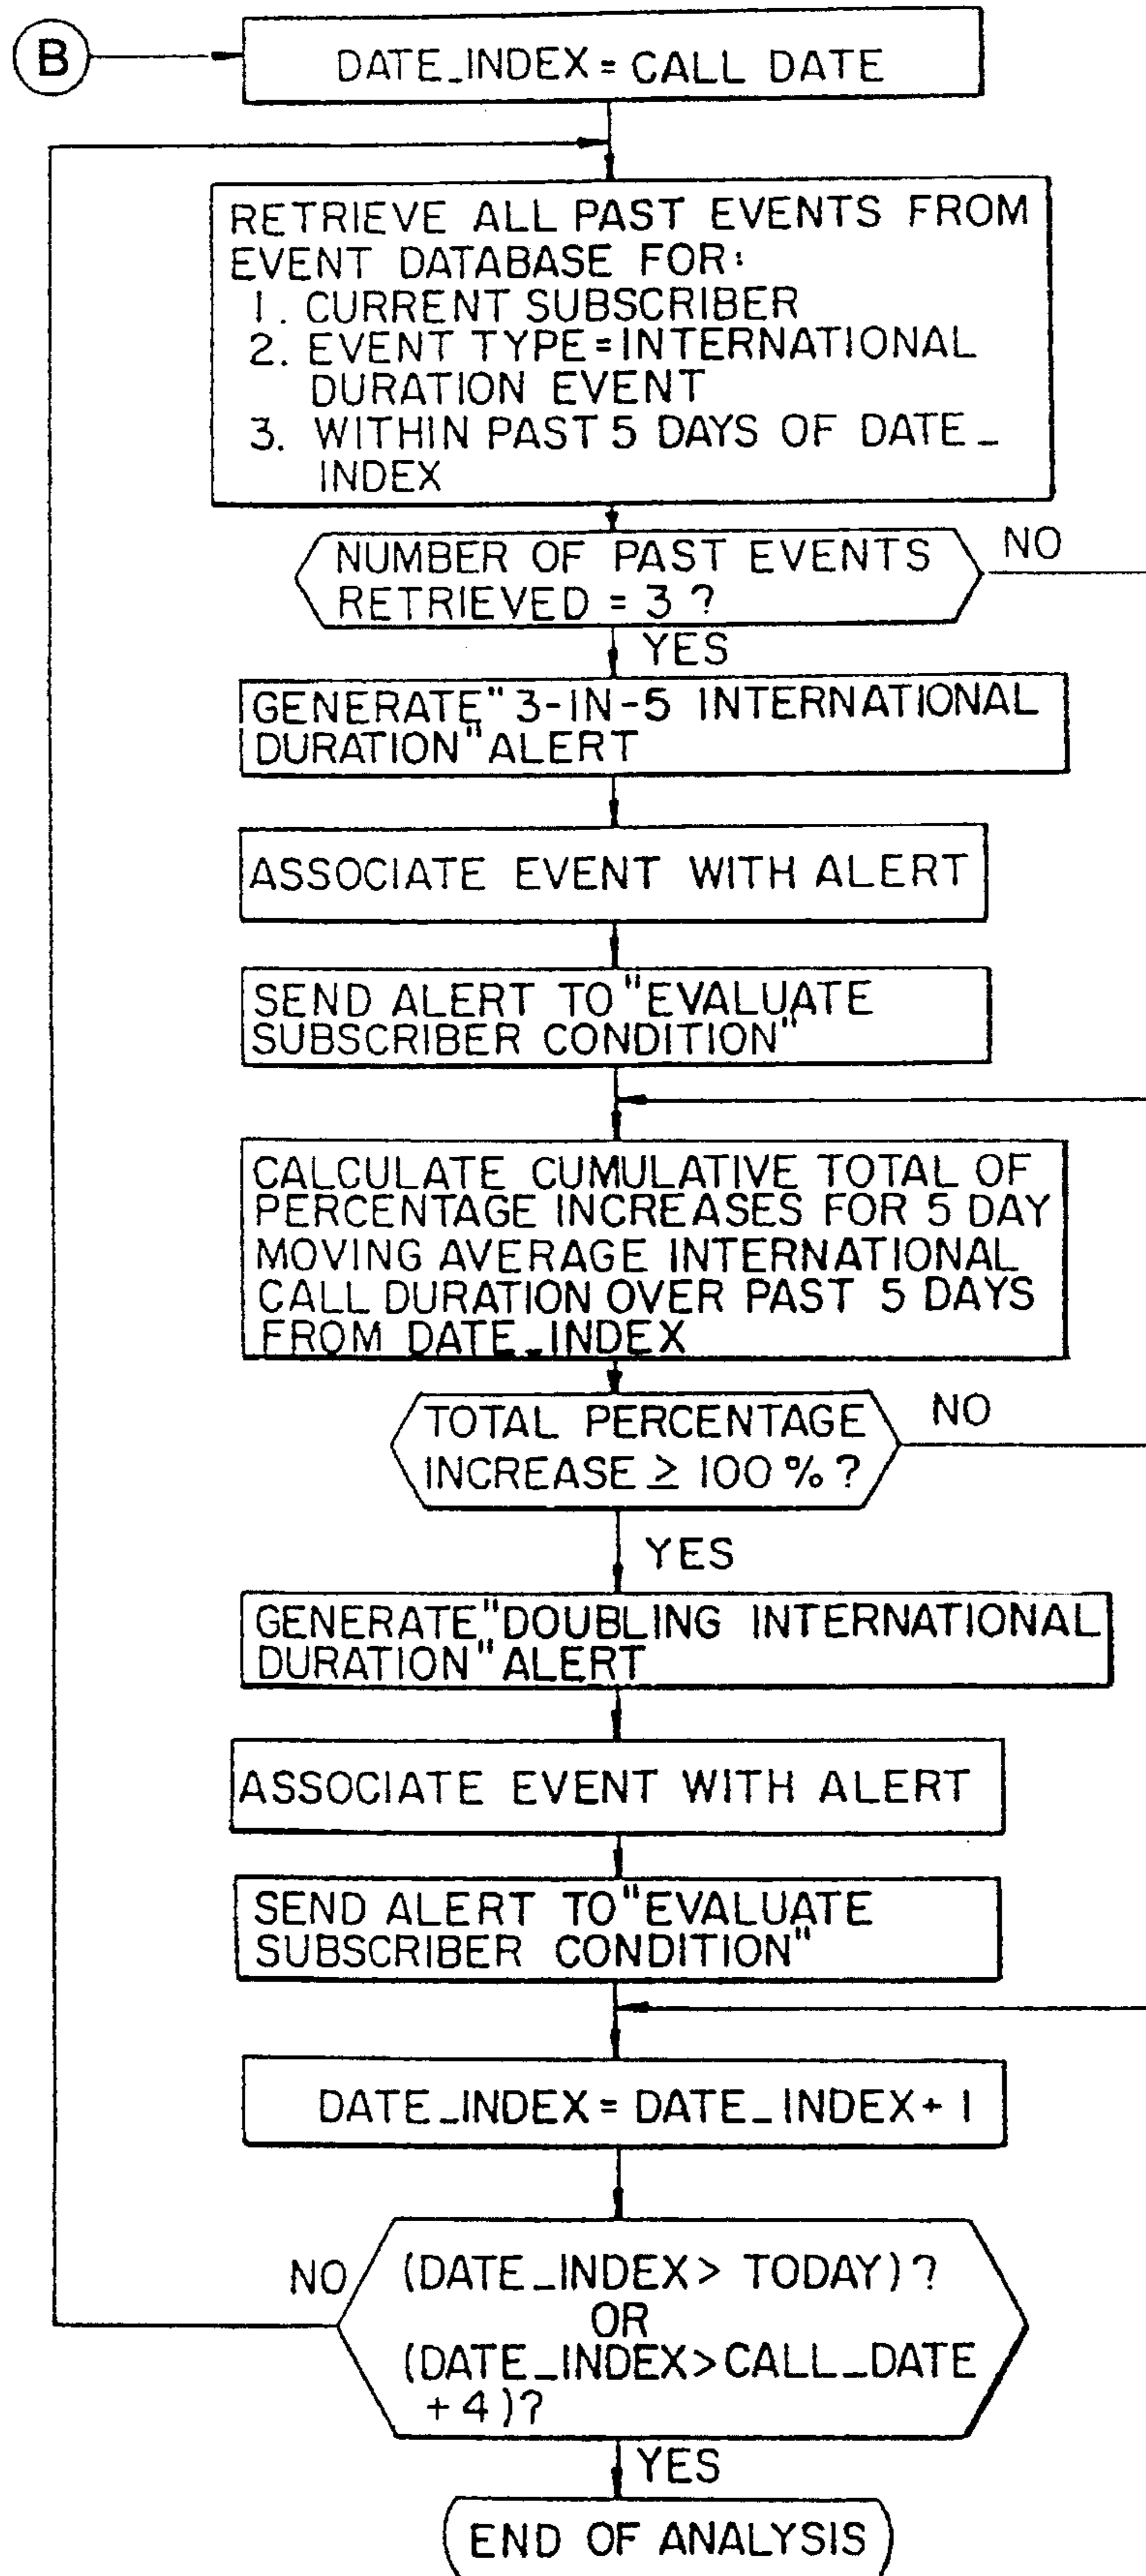 B
DATE_INDEX = CALL DATE
RETRIEVE ALL PAST EVENTS FROM
EVENT DATABASE FOR:
1. CURRENT SUBSCRIBER
2. EVENT TYPE = INTERNATIONAL
DURATION EVENT
3. WITHIN PAST 5 DAYS OF DATE_
INDEX
NUMBER OF PAST EVENTS
RETRIEVED = 3 ?
NO
YES
GENERATE "3-IN-5 INTERNATIONAL
DURATION" ALERT
ASSOCIATE EVENT WITH ALERT
SEND ALERT TO "EVALUATE
SUBSCRIBER CONDITION"
CALCULATE CUMULATIVE TOTAL OF
PERCENTAGE INCREASES FOR 5 DAY
MOVING AVERAGE INTERNATIONAL
CALL DURATION OVER PAST 5 DAYS
FROM DATE_INDEX
TOTAL PERCENTAGE
INCREASE ≥ 100 % ?
NO
YES
GENERATE "DOUBLING INTERNATIONAL
DURATION" ALERT
ASSOCIATE EVENT WITH ALERT
SEND ALERT TO "EVALUATE
SUBSCRIBER CONDITION"
DATE_INDEX = DATE_INDEX + 1
NO
(DATE_INDEX > TODAY) ?
OR
(DATE_INDEX > CALL_DATE
+ 4 ) ?
YES
END OF ANALYSIS